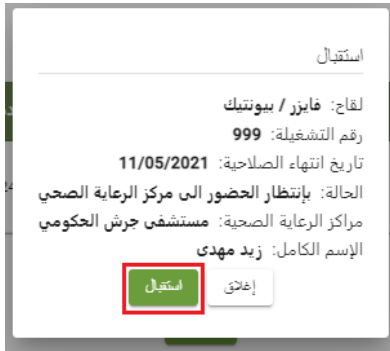 استقبال
لقاح: فايزر / بيونتيك
رقم التشغيلة: 999
تاريخ انتهاء الصلاحية: 11/05/2021
الحالة: بإنتظار الحضور الى مركز الرعاية الصحي
مراكز الرعاية الصحية: مستشفى جرش الحكومي
الإسم الكامل: زيد مهدي
استقبال إغلاق